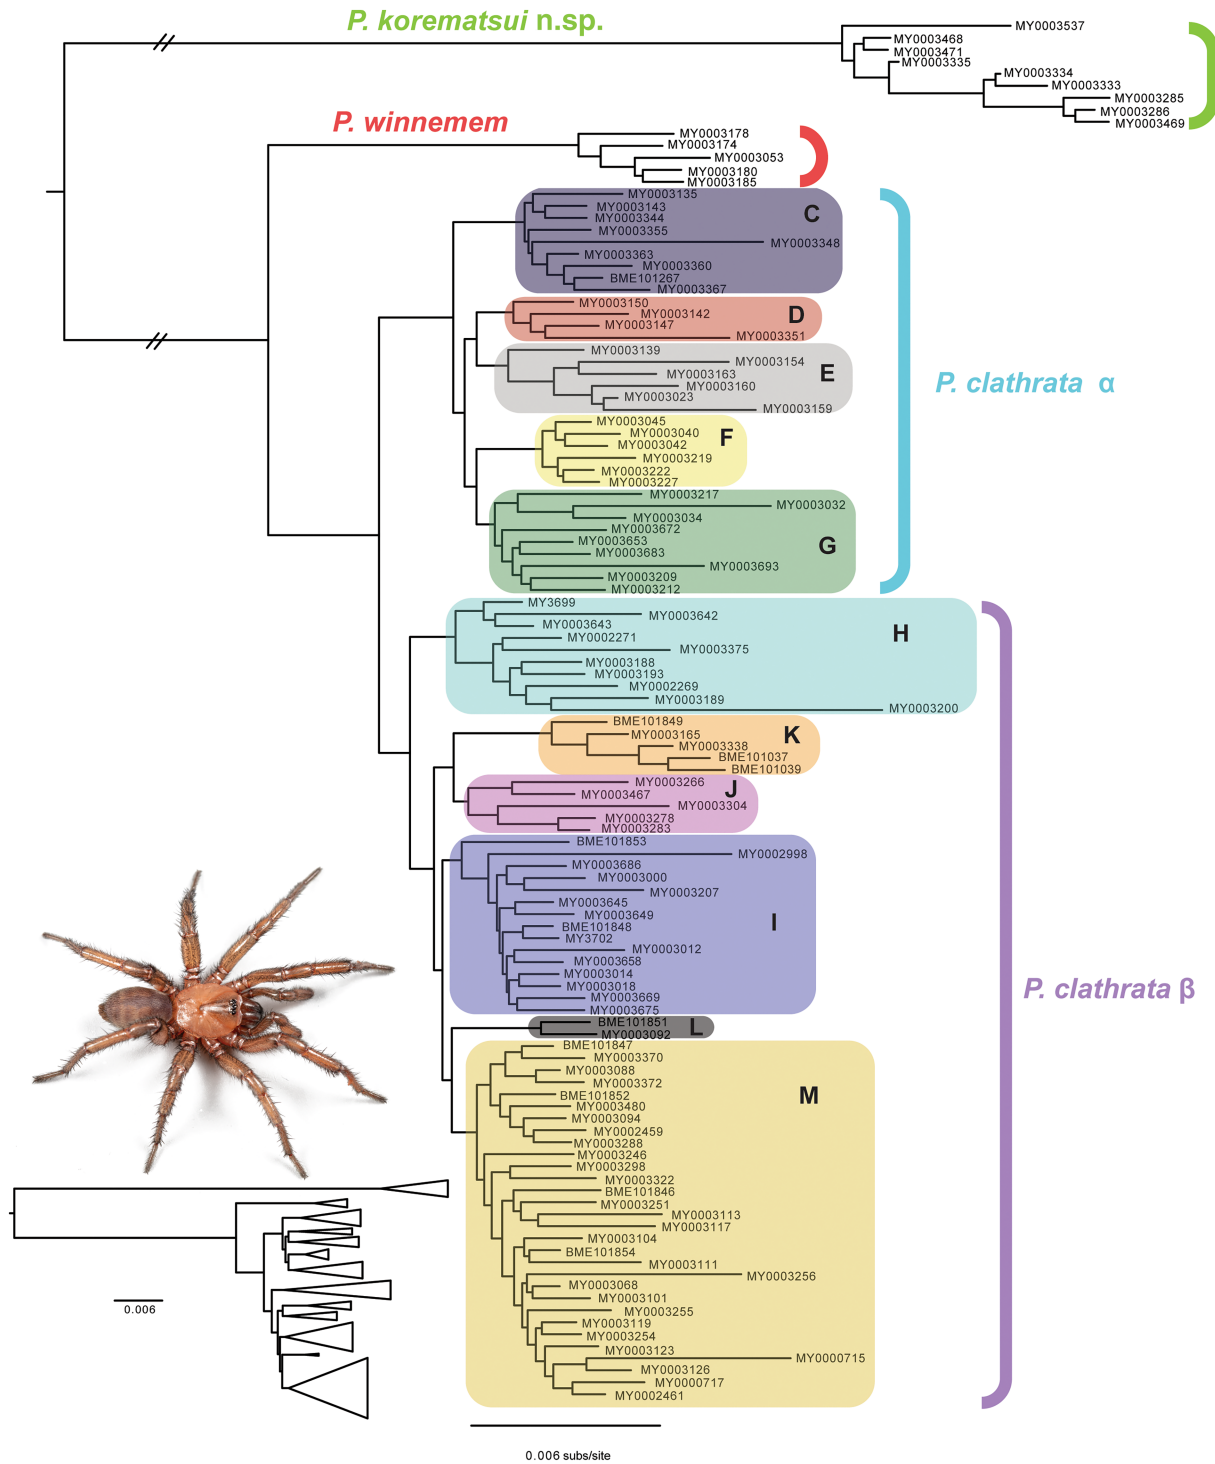 P. korematsui n.sp.
MY0003537
MY0003468
MY0003471
MY0003335
MY0003334
MY0003333
MY0003285
MY0003286
MY0003469
P. winnemem
MY0003178
MY0003174
MY0003053
MY0003180
MY0003185
MY0003135
C
MY0003143
MY0003344
MY0003355
MY0003348
MY0003363
MY0003360
BME101267
MY0003367
MY0003150
D
MY0003142
MY0003147
MY0003351
MY0003139
E
MY0003154
MY0003163
MY0003160
MY0003023
MY0003159
P. clathrata α
MY0003045
F
MY0003040
MY0003042
MY0003219
MY0003222
MY0003227
MY0003217
MY0003032
MY0003034
MY0003672
G
MY0003653
MY0003683
MY0003693
MY0003209
MY0003212
MY3699
MY0003642
MY0003643
H
MY0002271
MY0003375
MY0003188
MY0003193
MY0002269
MY0003189
MY0003200
BME101849
K
MY0003165
MY0003338
BME101037
BME101039
MY0003266
J
MY0003467
MY0003304
MY0003278
MY0003283
BME101853
MY0002998
MY0003686
MY0003000
MY0003207
MY0003645
MY0003649
I
BME101848
MY3702
MY0003012
MY0003658
MY0003014
MY0003018
MY0003669
MY0003675
P. clathrata β
BME101851
L
MY0003092
BME101847
MY0003370
MY0003088
MY0003372
M
BME101852
MY0003480
MY0003094
MY0002459
MY0003288
MY0003246
MY0003298
MY0003322
BME101846
MY0003251
MY0003113
MY0003117
MY0003104
BME101854
MY0003111
MY0003256
MY0003068
MY0003101
MY0003255
MY0003119
MY0003254
MY0003123
MY0000715
MY0003126
MY0000717
MY0002461
0.006
0.006 subs/site